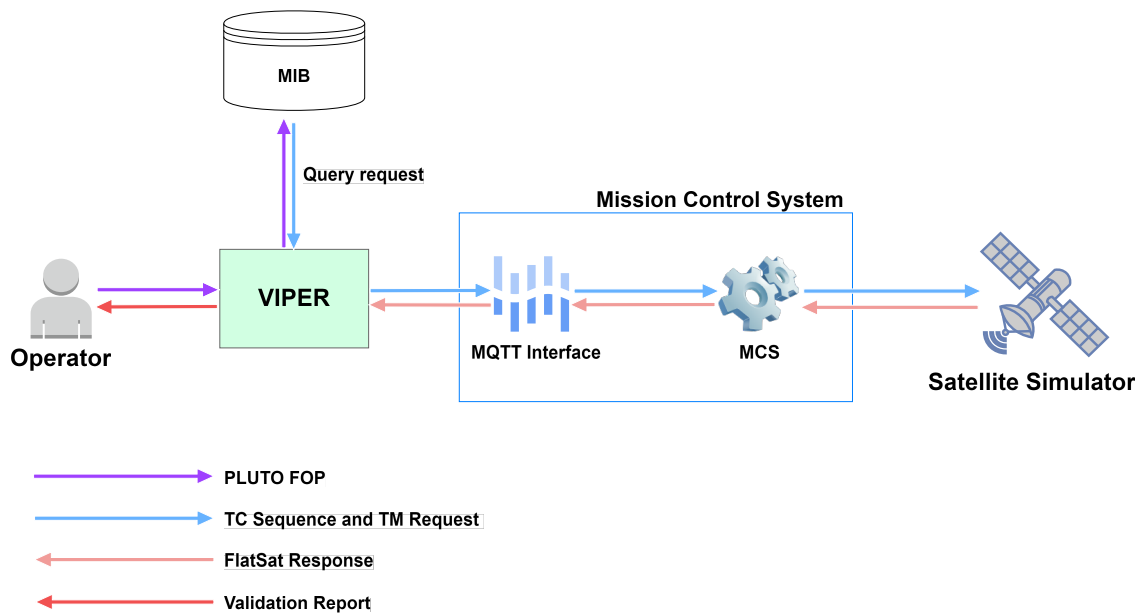 MIB
Query request
Mission Control System
VIPER
MQTT Interface
MCS
Operator
Satellite Simulator
PLUTO FOP
TC Sequence and TM Request
FlatSat Response
Validation Report